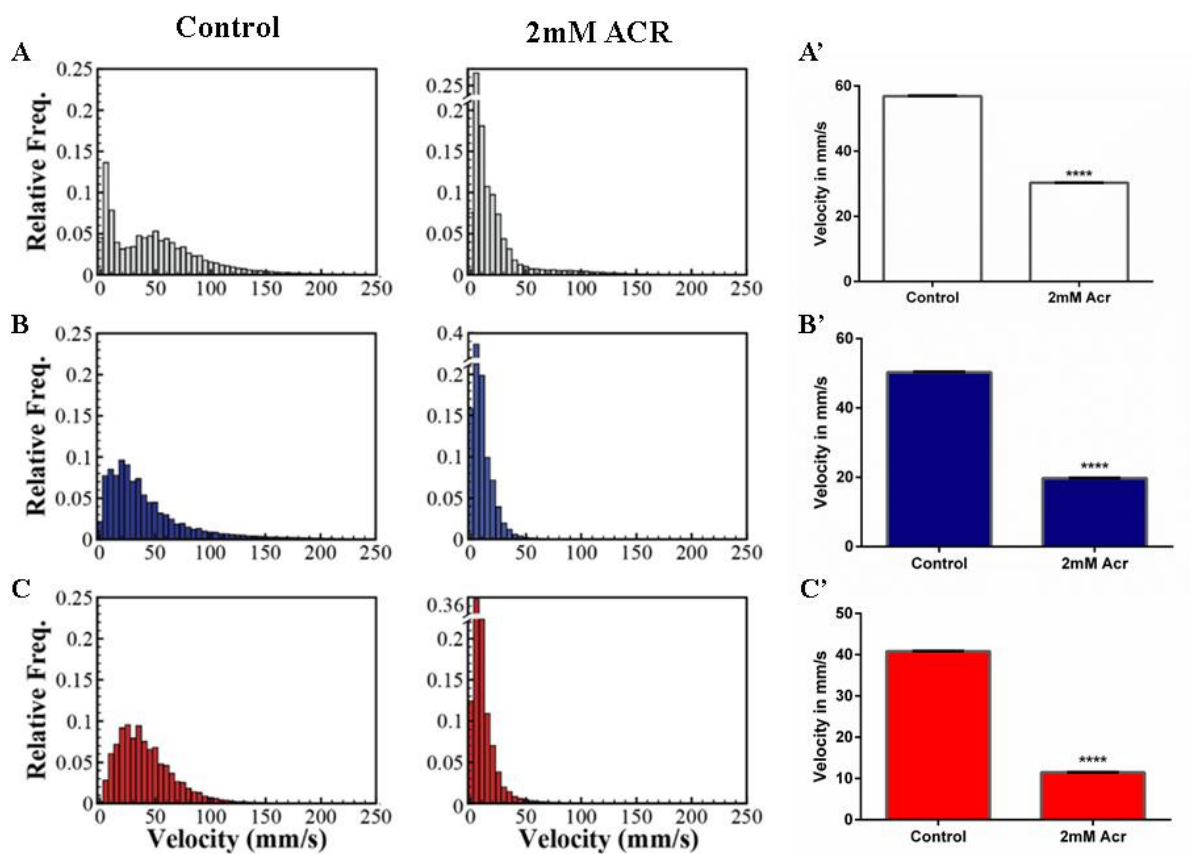 Control
2mM ACR
A
0.25
0.2
0.15
0.1
0.05
0
Relative Freq.
0 50 100 150 200 250
0.25
0.2
0.15
0.1
0.05
0
0 50 100 150 200 250
A’
60
40
20
0
Velocity in mm/s
****
Control
2mM Acr
B
0.25
0.2
0.15
0.1
0.05
0
Relative Freq.
0 50 100 150 200 250
0.4
0.2
0.15
0.1
0.05
0
0 50 100 150 200 250
B’
60
40
20
0
Velocity in mm/s
****
Control
2mM Acr
C
0.25
0.2
0.15
0.1
0.05
0
Relative Freq.
0 50 100 150 200 250
Velocity (mm/s)
0.36
0.2
0.15
0.1
0.05
0
0 50 100 150 200 250
Velocity (mm/s)
C’
50
40
30
20
10
0
Velocity in mm/s
****
Control
2mM Acr